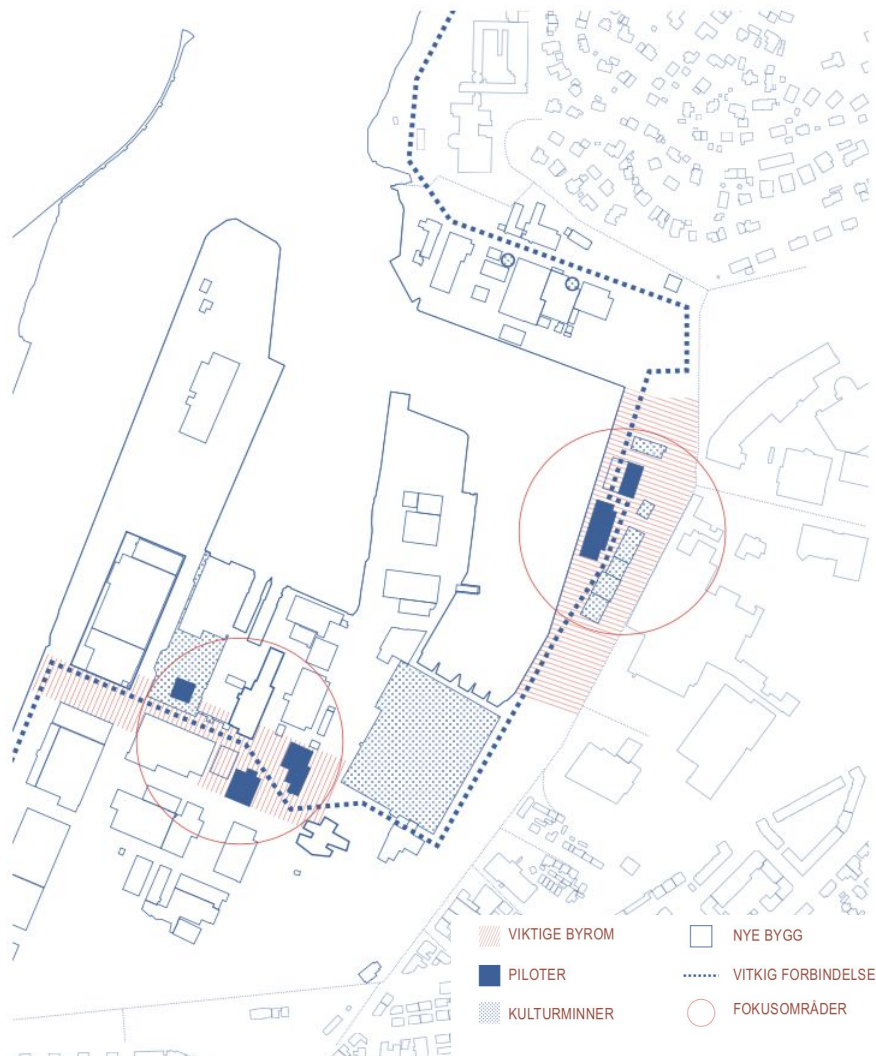 VIKTIGE BYROM
PILOTER
KULTURMINNER
NYE BYGG
VITKIG FORBINDELSE
FOKUSOMRÅDER